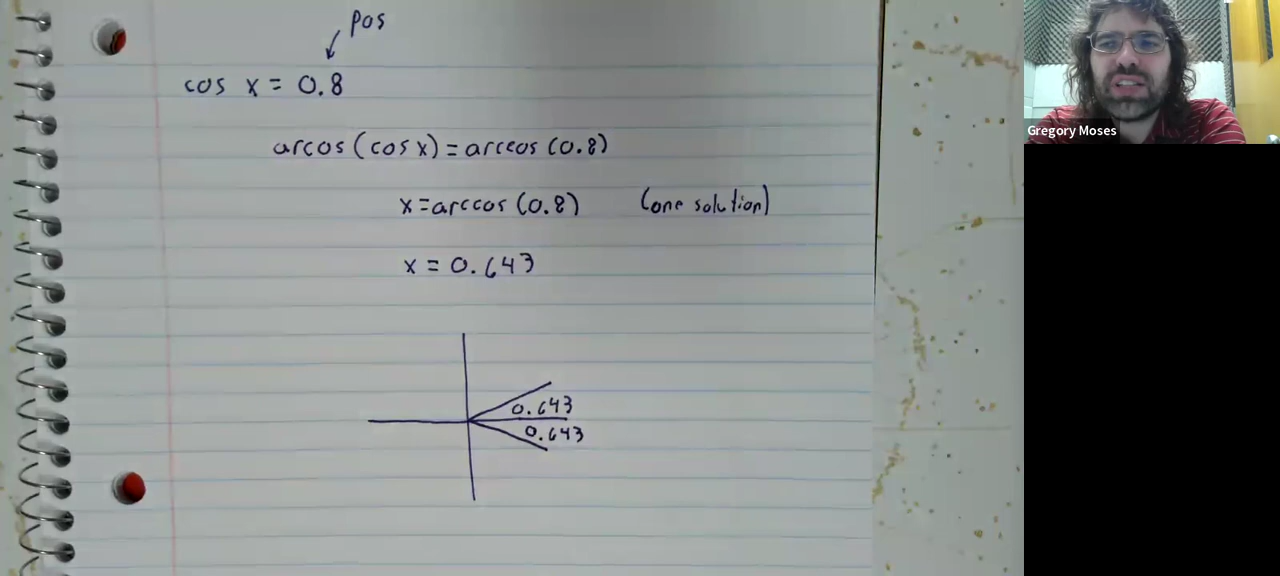 pos
cos x = 0.8
arcos (cos x) = arccos (0.8)
x = arccos (0.8) (one solution)
x = 0.643
0.643
0.643
Gregory Moses